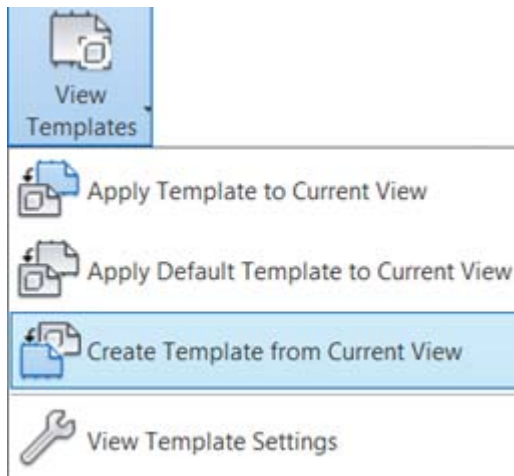 View
Templates
Apply Template to Current View
Apply Default Template to Current View
Create Template from Current View
View Template Settings